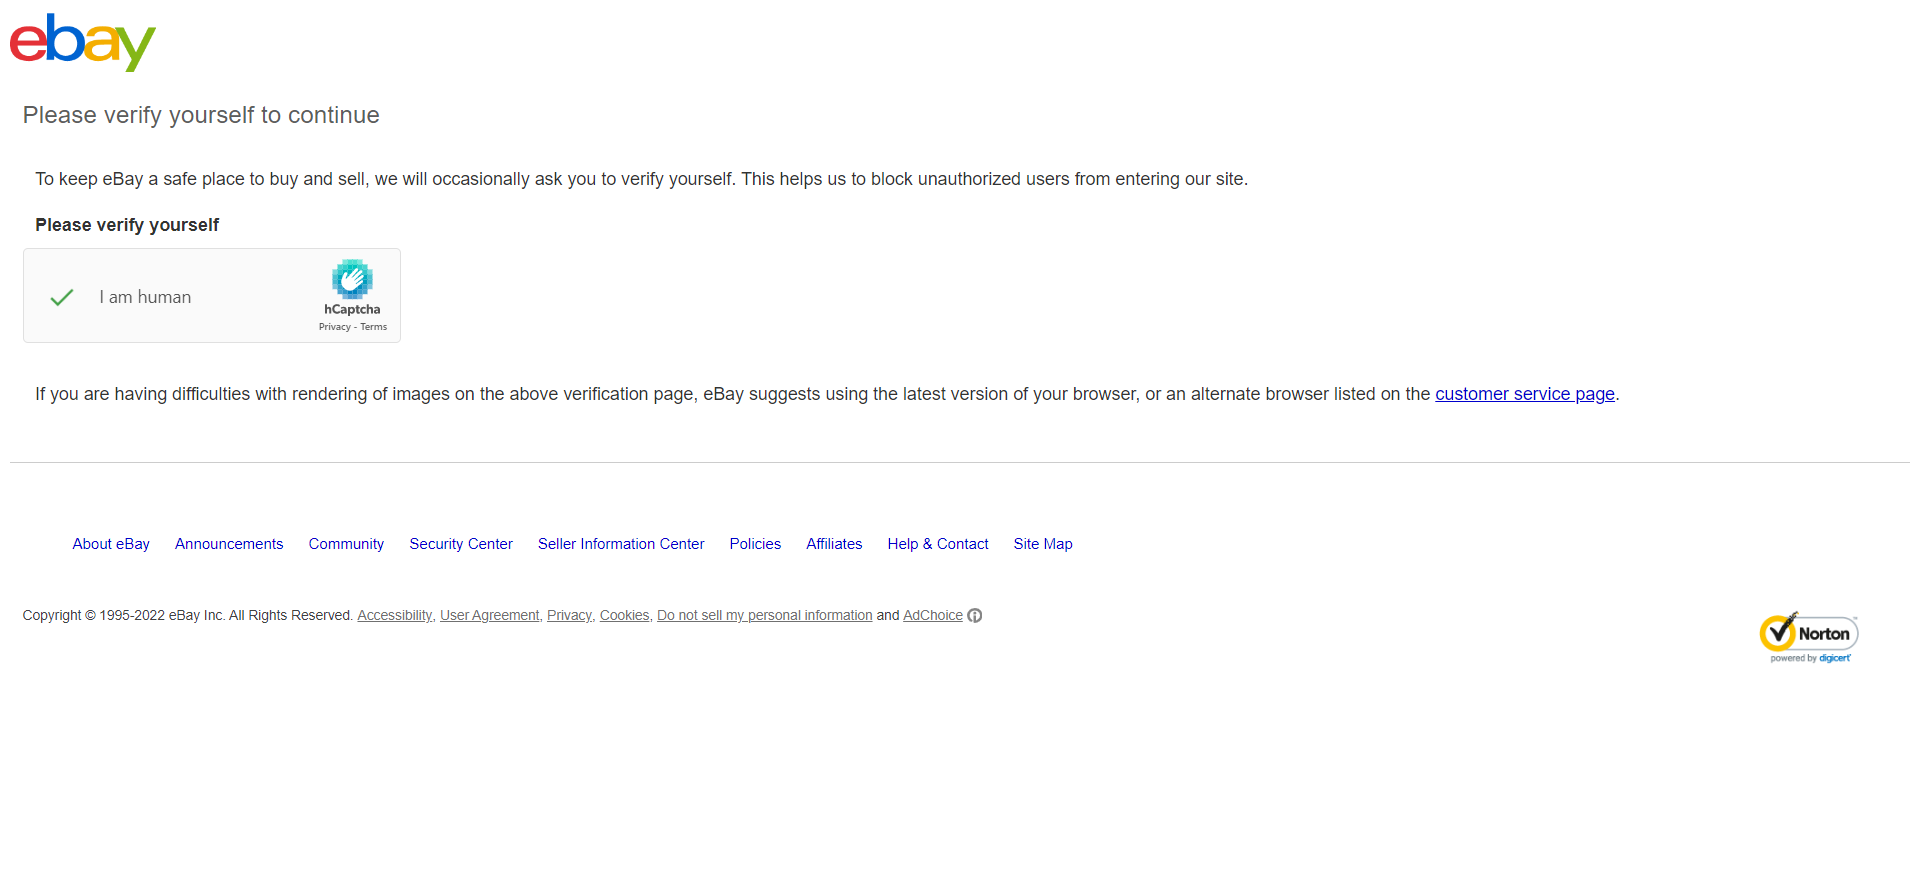 ebay
Please verify yourself to continue
To keep eBay a safe place to buy and sell, we will occasionally ask you to verify yourself. This helps us to block unauthorized users from entering our site.
Please verify yourself
I am human
hCaptcha
Privacy - Terms
If you are having difficulties with rendering of images on the above verification page, eBay suggests using the latest version of your browser, or an alternate browser listed on the customer service page.
About eBay Announcements Community Security Center Seller Information Center Policies Affiliates Help & Contact Site Map
Copyright © 1995-2022 eBay Inc. All Rights Reserved. Accessibility, User Agreement, Privacy, Cookies, Do not sell my personal information and AdChoice
Norton
powered by digicert